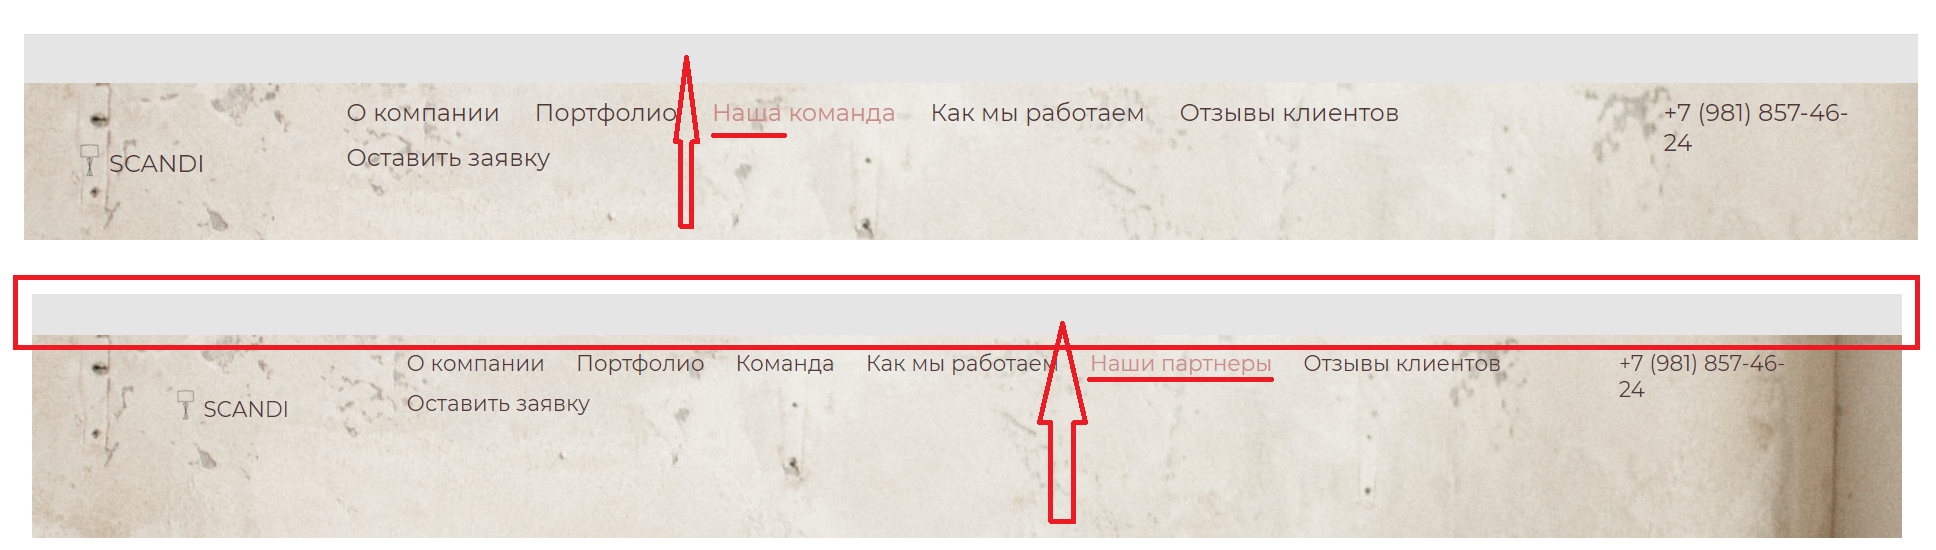 О компании Портфолио Наша команда Как мы работаем Отзывы клиентов +7 (981) 857-46-
24
SCANDI Оставить заявку
О компании Портфолио Команда Как мы работаем Наши партнеры Отзывы клиентов +7 (981) 857-46-
24
SCANDI Оставить заявку